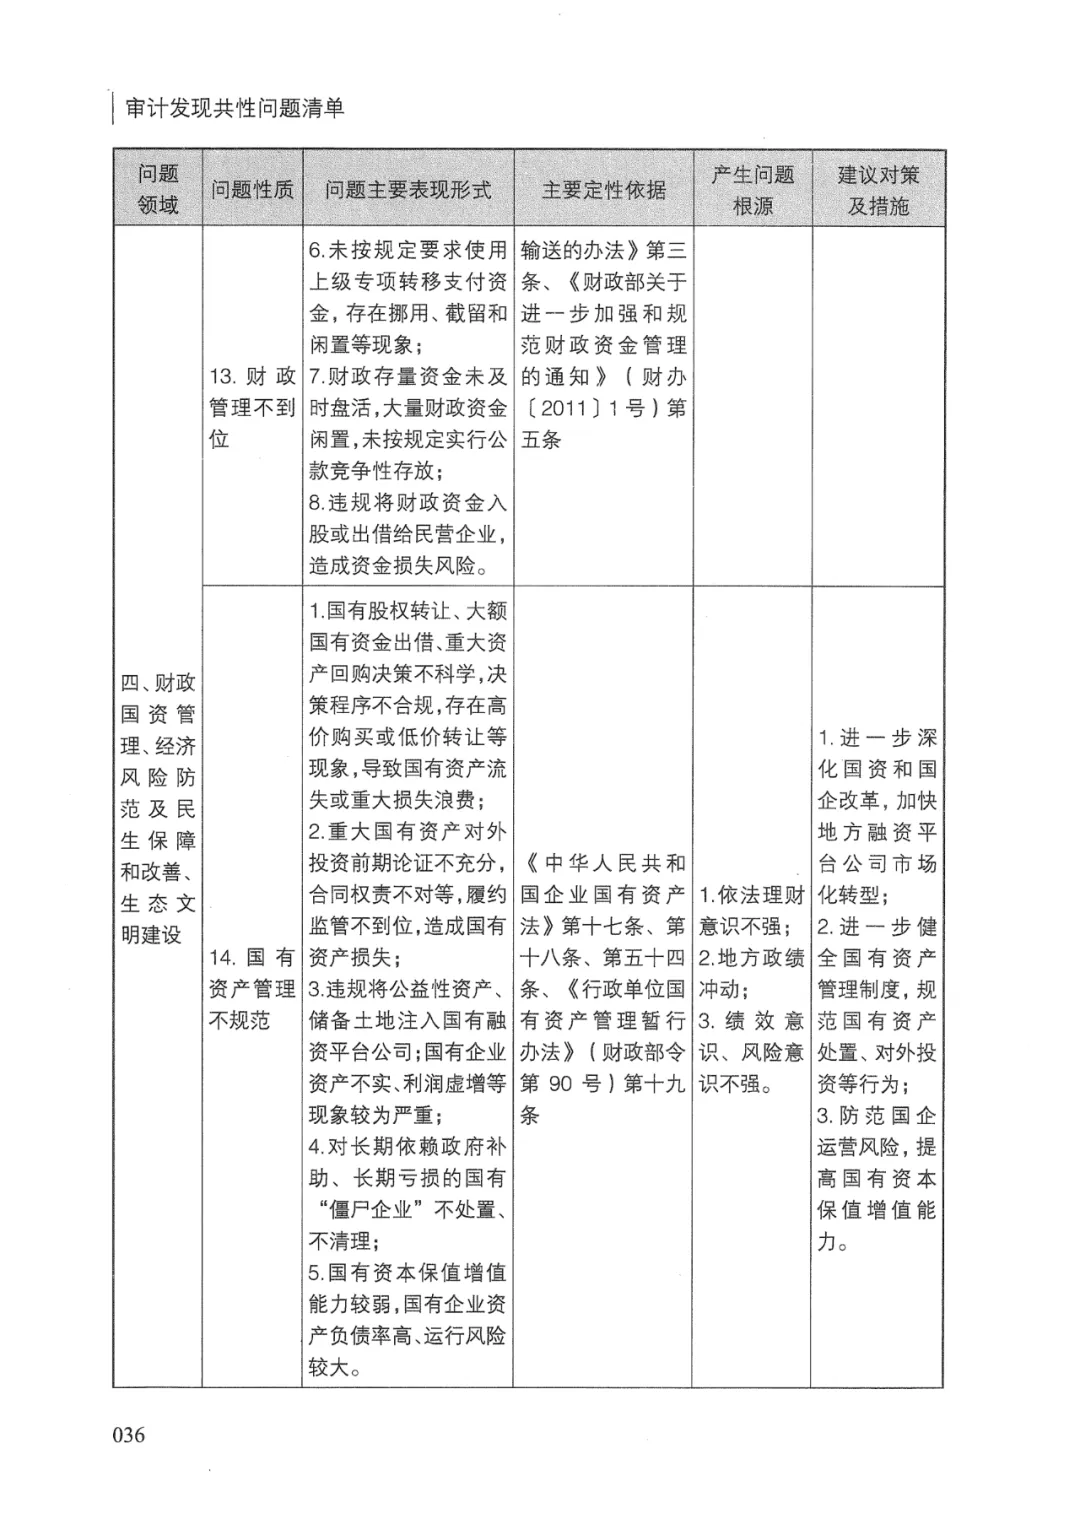 审计发现共性问题清单
问题
领域
问题性质
问题主要表现形式
主要定性依据
产生问题
根源
建议对策
及措施
四、财政
国资管
理、经济
风险防
范及民
生保障
和改善、
生态文
明建设
13. 财政
管理不到
位
6.未按规定要求使用
上级专项转移支付资
金，存在挪用、截留和
闲置等现象；
7.财政存量资金未及
时盘活，大量财政资金
闲置，未按规定实行公
款竞争性存放；
8.违规将财政资金入
股或出借给民营企业，
造成资金损失风险。
输送的办法》第三
条、《财政部关于
进一步加强和规
范财政资金管理
的通知》（财办
〔2011〕1号）第
五条
14. 国有
资产管理
不规范
1.国有股权转让、大额
国有资金出借、重大资
产回购决策不科学，决
策程序不合规，存在高
价购买或低价转让等
现象，导致国有资产流
失或重大损失浪费；
2.重大国有资产对外
投资前期论证不充分，
合同权责不对等，履约
监管不到位，造成国有
资产损失；
3.违规将公益性资产、
储备土地注入国有融
资平台公司；国有企业
资产不实、利润虚增等
现象较为严重；
4.对长期依赖政府补
助、长期亏损的国有
“僵尸企业”不处置、
不清理；
5.国有资本保值增值
能力较弱，国有企业资
产负债率高、运行风险
较大。
《中华人民共和
国企业国有资产
法》第十七条、第
十八条、第五十四
条、《行政单位国
有资产管理暂行
办法》（财政部令
第90号）第十九
条
1.依法理财
意识不强；
2.地方政绩
冲动；
3.绩效意
识、风险意
识不强。
1.进一步深
化国资和国
企改革，加快
地方融资平
台公司市场
化转型；
2.进一步健
全国有资产
管理制度，规
范国有资产
处置、对外投
资等行为；
3.防范国企
运营风险，提
高国有资本
保值增值能
力。
036